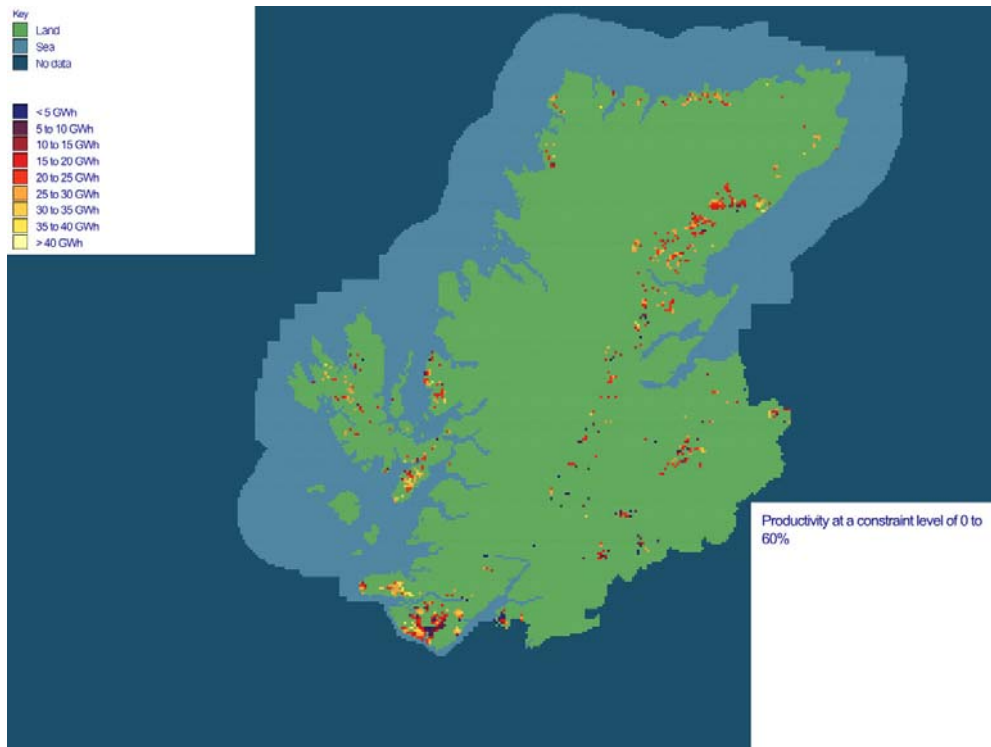 Key
Land
Sea
No data
< 5 GWh
5 to 10 GWh
10 to 15 GWh
15 to 20 GWh
20 to 25 GWh
25 to 30 GWh
30 to 35 GWh
35 to 40 GWh
> 40 GWh
Productivity at a constraint level of 0 to
60%